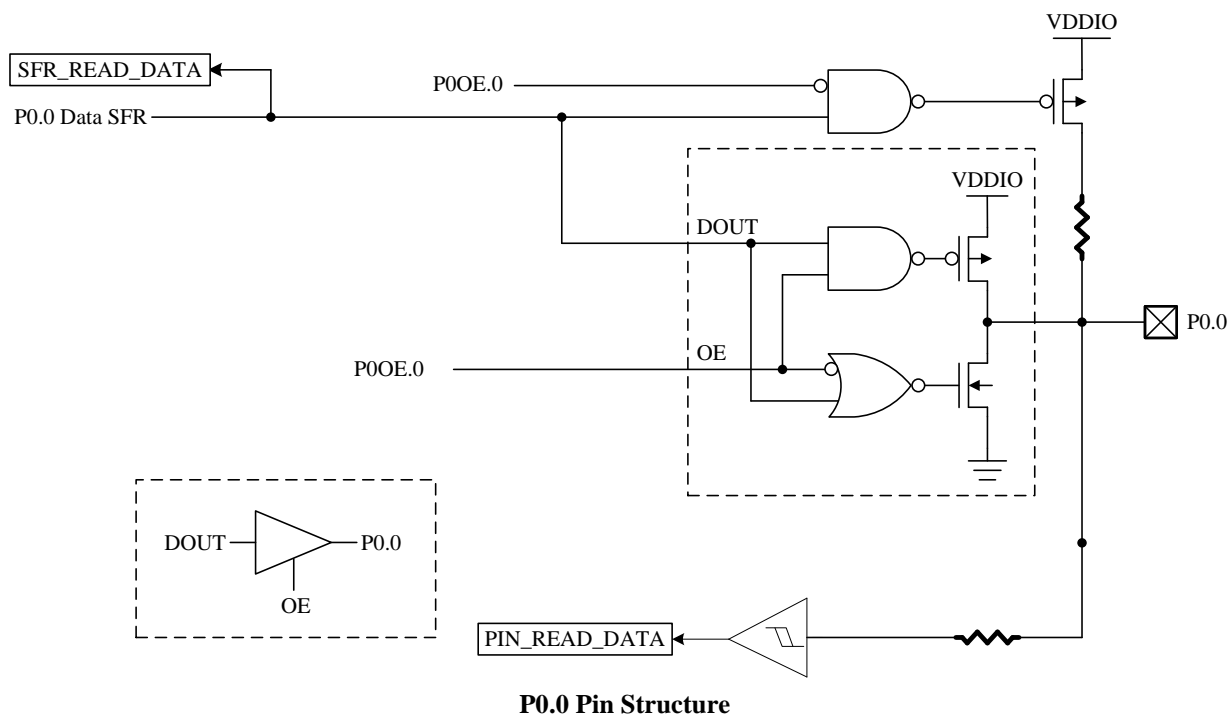 VDDIO
SFR_READ_DATA
P0OE.0
P0.0 Data SFR
VDDIO
DOUT
P0.0
OE
P0OE.0
DOUT
P0.0
OE
PIN_READ_DATA
P0.0 Pin Structure